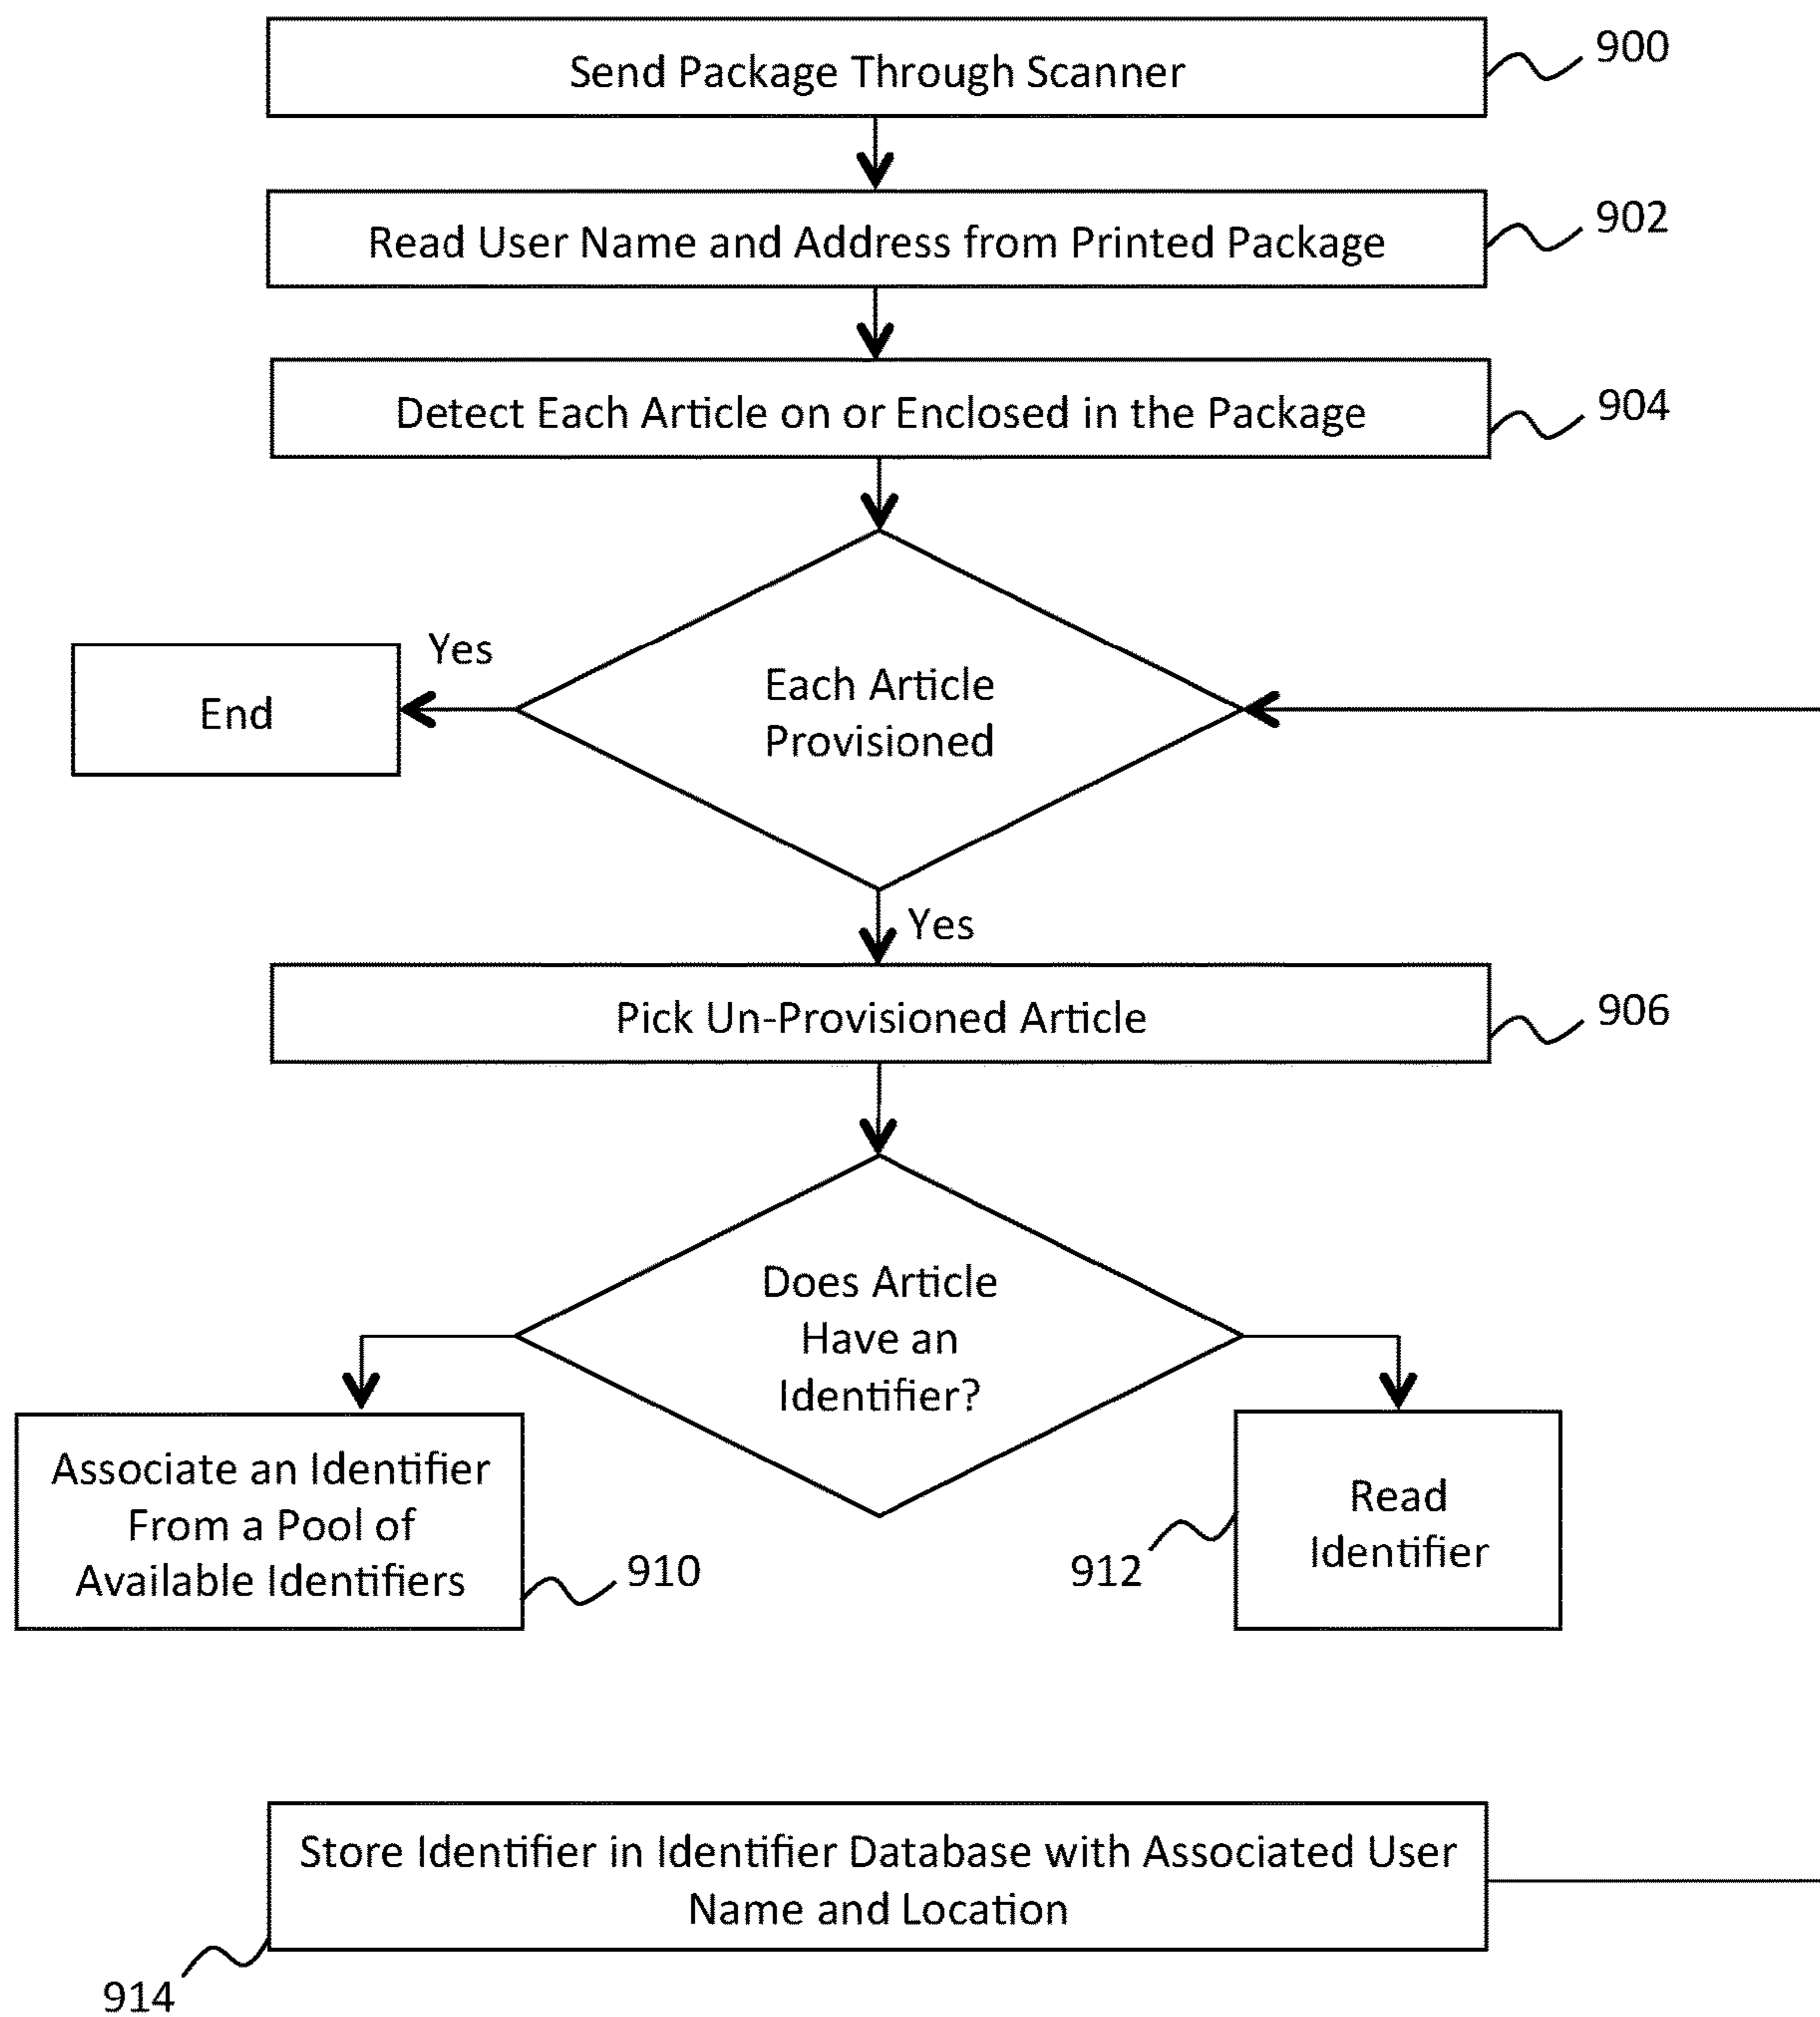 Send Package Through Scanner
900
Read User Name and Address from Printed Package
902
Detect Each Article on or Enclosed in the Package
904
Each Article
Provisioned
Yes
End
Yes
Pick Un-Provisioned Article
906
Does Article
Have an
Identifier?
Associate an Identifier
From a Pool of
Available Identifiers
910
912
Read
Identifier
Store Identifier in Identifier Database with Associated User
Name and Location
914